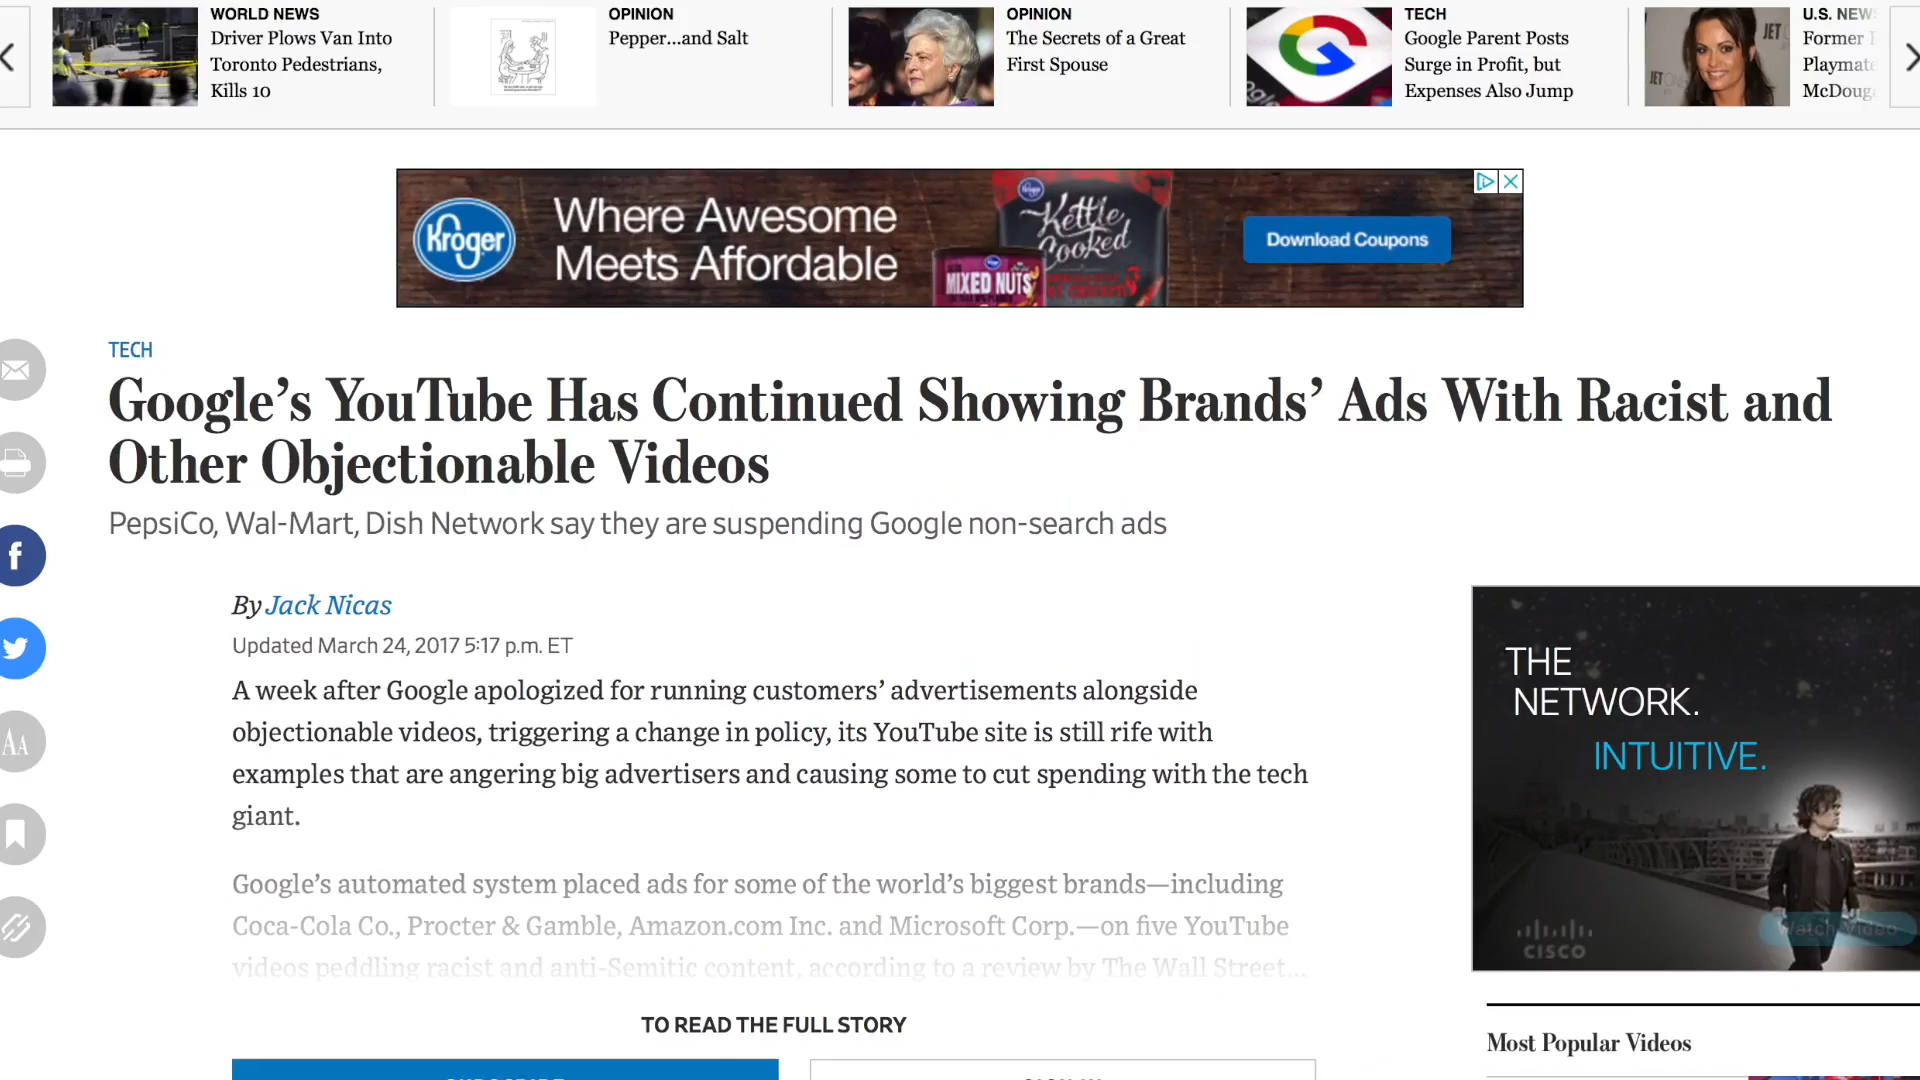 WORLD NEWS
Driver Plows Van Into
Toronto Pedestrians,
Kills 10
OPINION
Pepper...and Salt
OPINION
The Secrets of a Great
First Spouse
TECH
Google Parent Posts
Surge in Profit, but
Expenses Also Jump
U.S. NEWS
Former
Playmate
McDoug
Kroger
Where Awesome
Meets Affordable
Kroger
Kettle
Cooked
MIXED NUTS
Download Coupons
TECH
Google’s YouTube Has Continued Showing Brands’ Ads With Racist and
Other Objectionable Videos
PepsiCo, Wal-Mart, Dish Network say they are suspending Google non-search ads
By Jack Nicas
Updated March 24, 2017 5:17 p.m. ET
A week after Google apologized for running customers’ advertisements alongside
objectionable videos, triggering a change in policy, its YouTube site is still rife with
examples that are angering big advertisers and causing some to cut spending with the tech
giant.
Google’s automated system placed ads for some of the world’s biggest brands—including
Coca-Cola Co., Procter & Gamble, Amazon.com Inc. and Microsoft Corp.—on five YouTube
videos peddling racist and anti-Semitic content, according to a review by The Wall Street...
TO READ THE FULL STORY
THE
NETWORK.
INTUITIVE.
Watch Video
CISCO
Most Popular Videos
f
AA